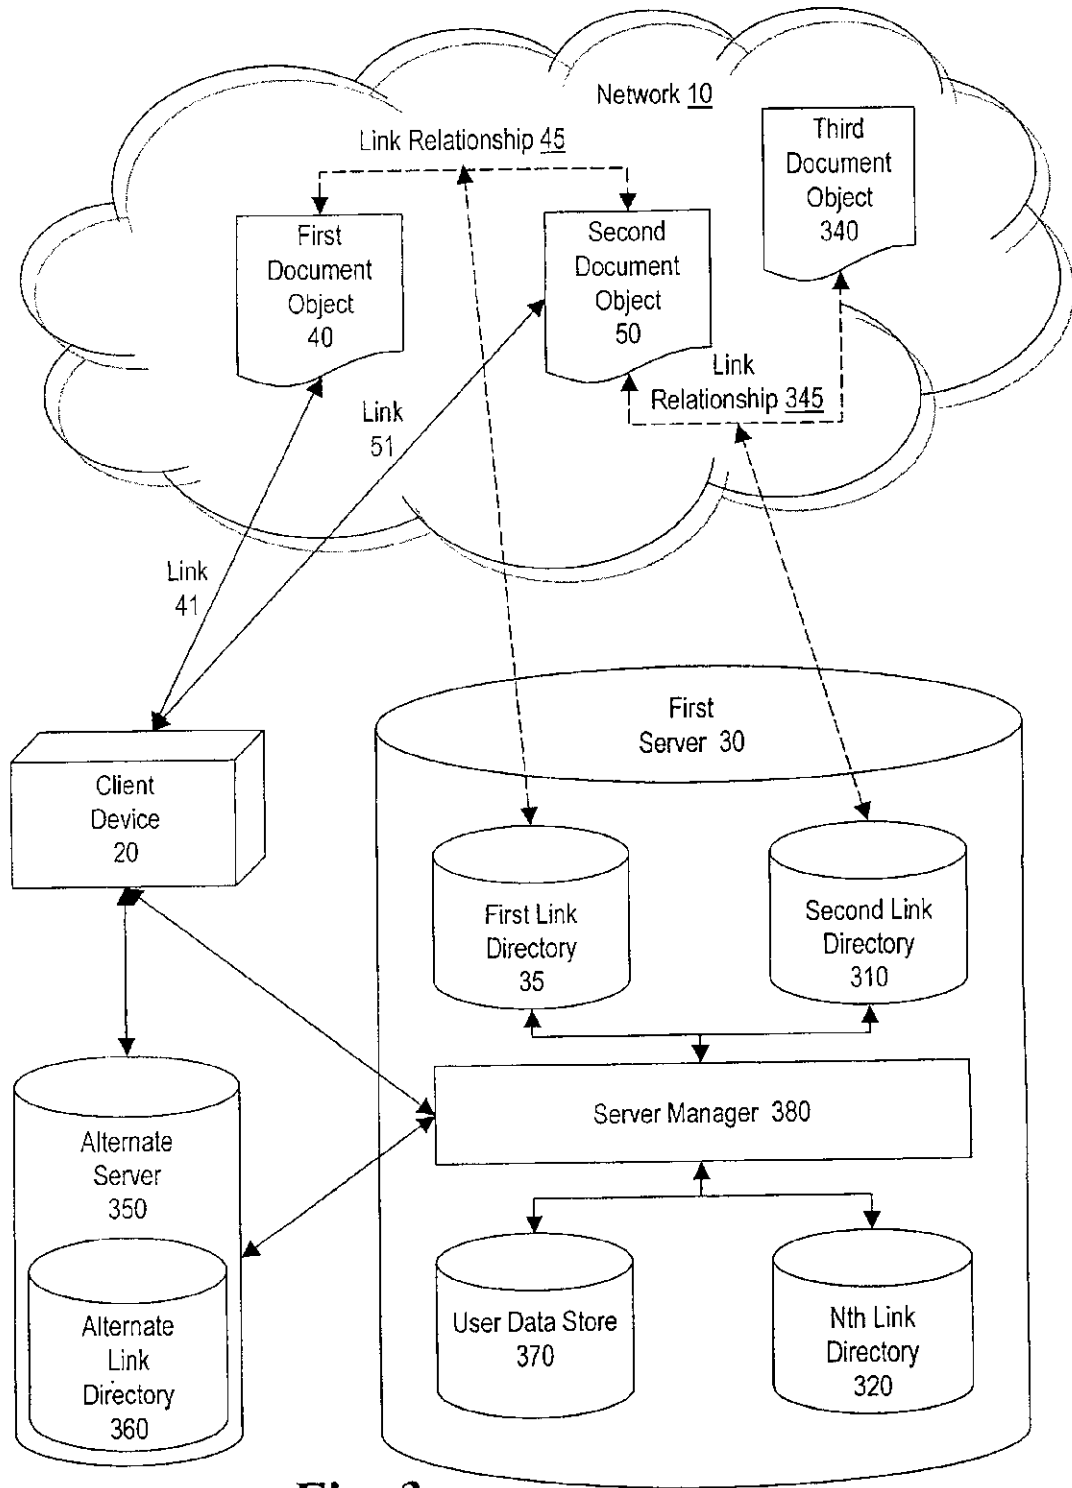 Network 10
Link Relationship 45
Third
Document
Object
340
First
Document
Object
40
Second
Document
Object
50
Link
Relationship 345
Link
51
Link
41
First
Server 30
Client
Device
20
First Link
Directory
35
Second Link
Directory
310
Server Manager 380
Alternate
Server
350
User Data Store
370
Nth Link
Directory
320
Alternate
Link
Directory
360